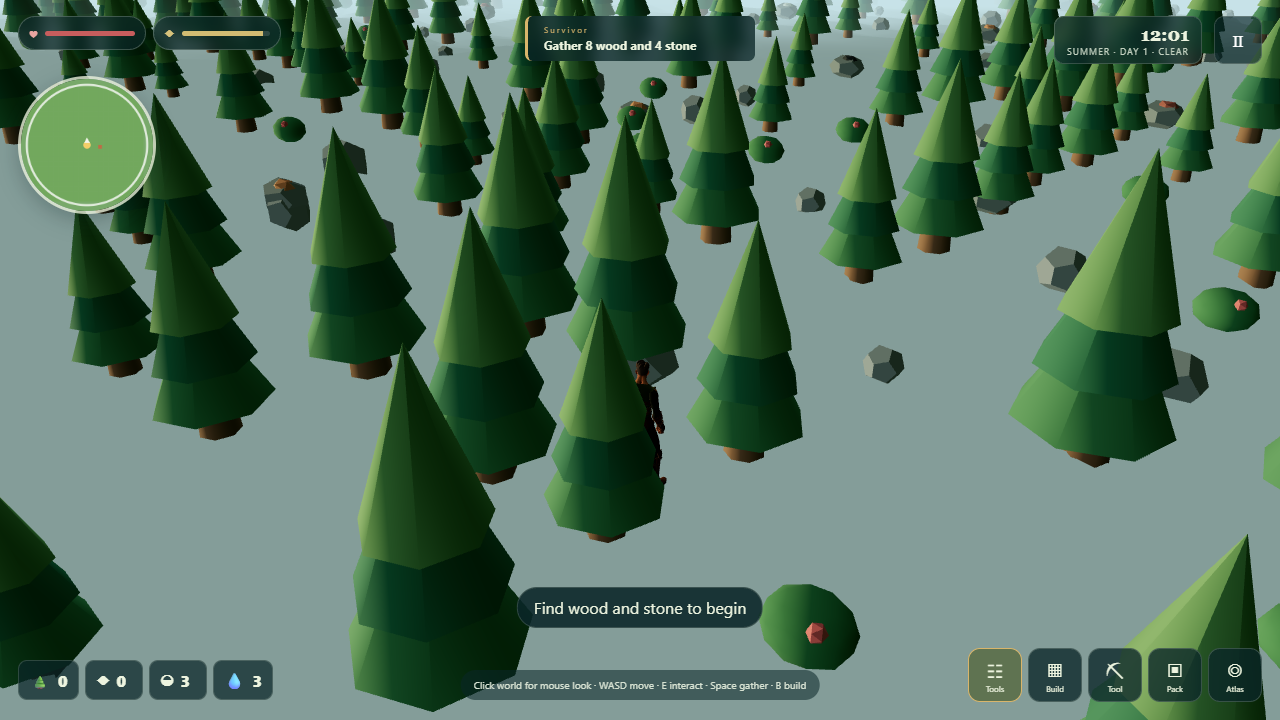 Survivor
Gather 8 wood and 4 stone
12:01
SUMMER · DAY 1 · CLEAR
Find wood and stone to begin
0
0
3
3
Click world for mouse look · WASD move · E interact · Space gather · B build
Tools
Build
Tool
Pack
Atlas